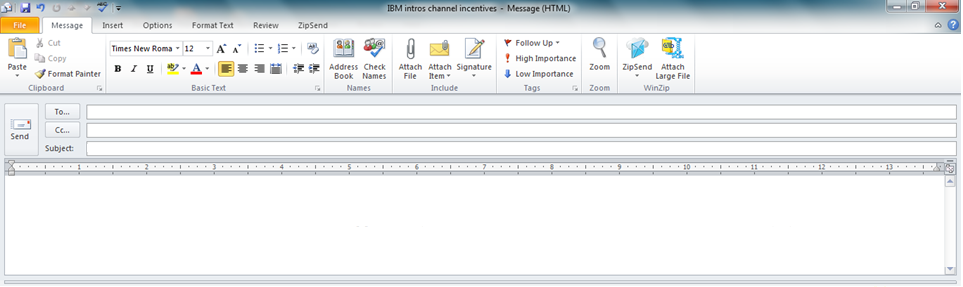 IBM intros channel incentives - Message (HTML)
File Message Insert Options Format Text Review ZipSend
Paste
Cut
Copy
Format Painter
Clipboard
Times New Roma 12
B I U
Basic Text
Address Book
Check Names
Names
Attach File
Attach Item
Signature
Include
Follow Up
High Importance
Low Importance
Tags
Zoom
Zoom
ZipSend
Attach Large File
WinZip
Send
To...
Cc...
Subject:
1 2 3 4 5 6 7 8 9 10 11 12 13